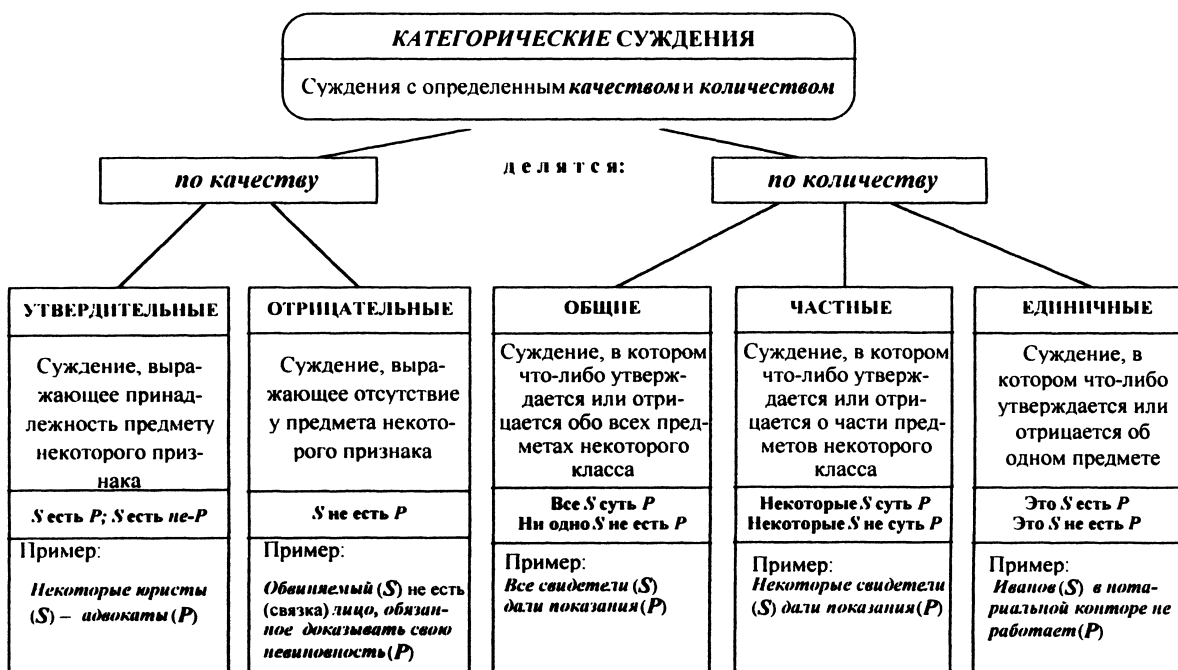 КАТЕГОРИЧЕСКИЕ СУЖДЕНИЯ
Суждения с определенным качеством и количеством
делятся:
по качеству
по количеству
УТВЕРДИТЕЛЬНЫЕ
Суждение, выра-
жающее принад-
лежность предмету
некоторого приз-
нака
S есть P; S есть не-P
Пример:
Некоторые юристы
(S) – адвокаты (P)
ОТРИЦАТЕЛЬНЫЕ
Суждение, выра-
жающее отсутствие
у предмета некото-
рого признака
S не есть P
Пример:
Обвиняемый (S) не есть
(связка) лицо, обязан-
ное доказывать свою
невиновность (P)
ОБЩИЕ
Суждение, в котором
что-либо утверж-
дается или отри-
цается обо всех пред-
метах некоторого
класса
Все S суть P
Ни одно S не есть P
Пример:
Все свидетели (S)
дали показания (P)
ЧАСТНЫЕ
Суждение, в котором
что-либо утверж-
дается или отри-
цается о части пред-
метов некоторого
класса
Некоторые S суть P
Некоторые S не суть P
Пример:
Некоторые свидетели
(S) дали показания (P)
ЕДИНИЧНЫЕ
Суждение, в
котором что-либо
утверждается или
отрицается об
одном предмете
Это S есть P
Это S не есть P
Пример:
Иванов (S) в нота-
риальной конторе не
работает (P)